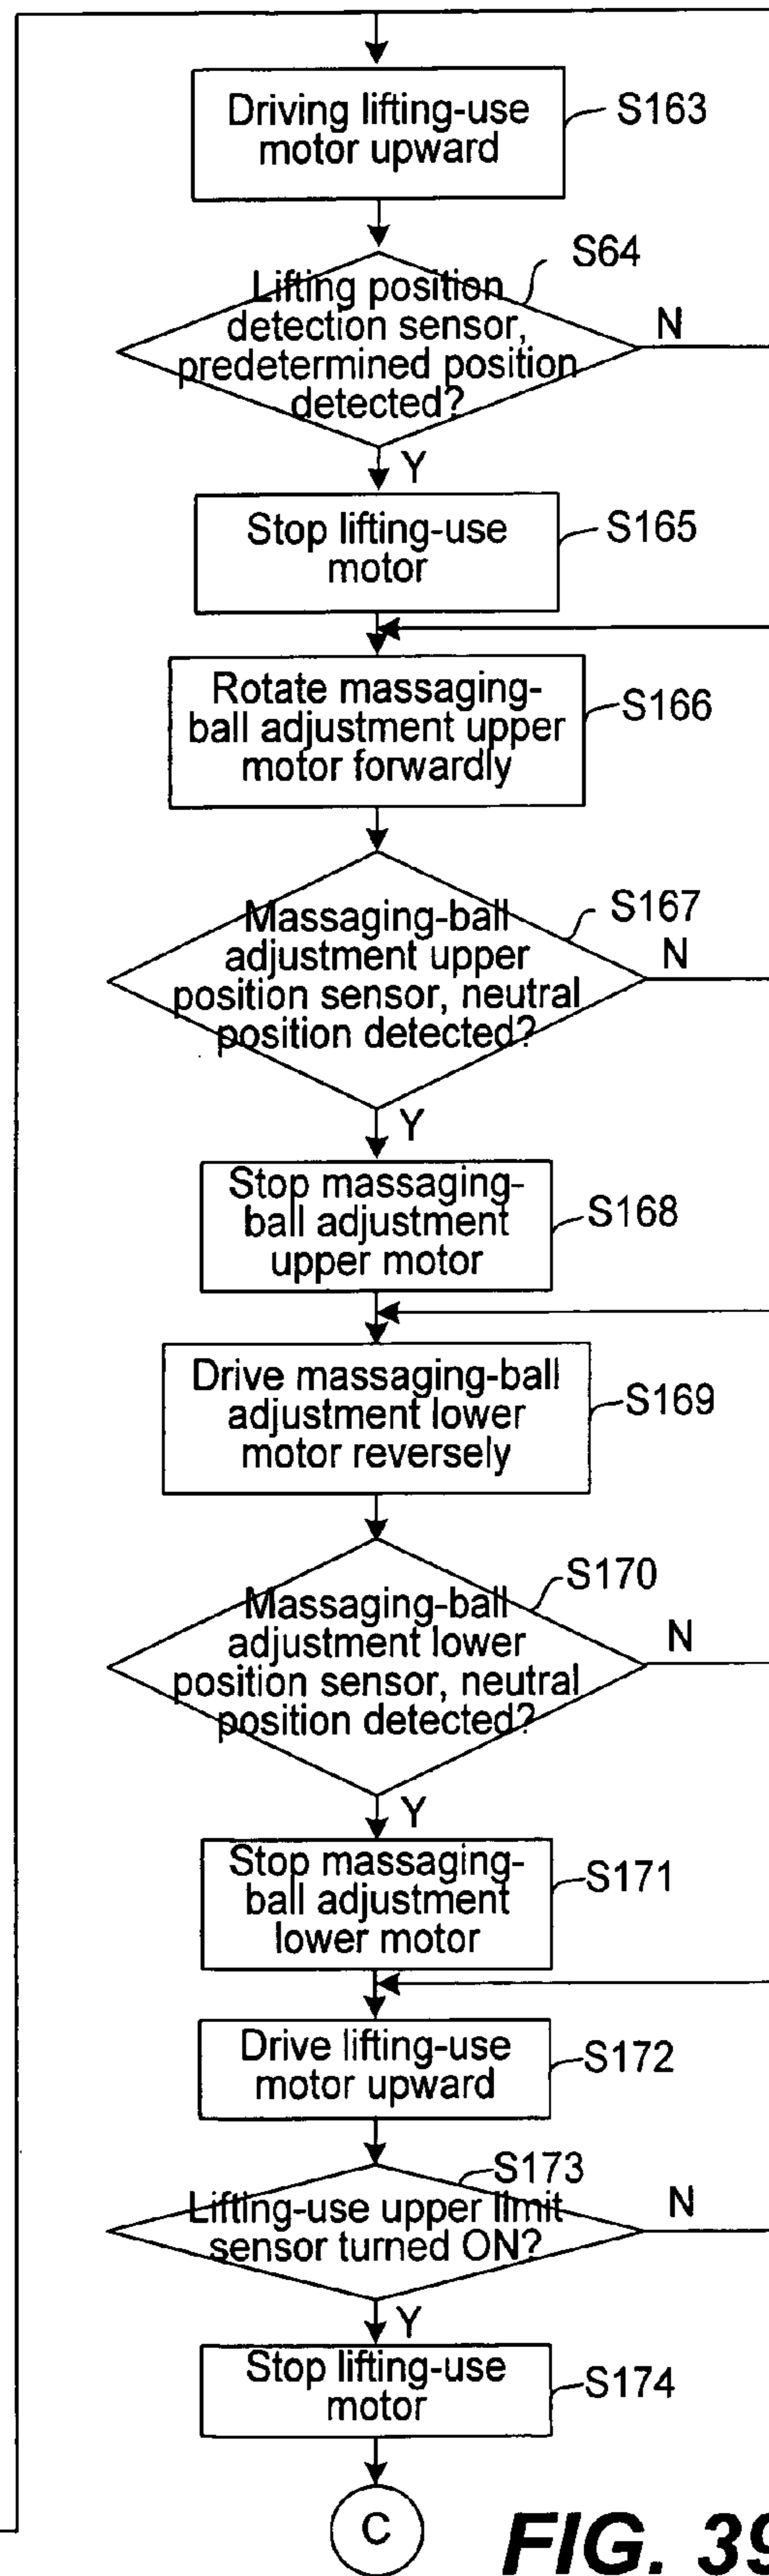 Driving lifting-use
motor upward
S163
S64
Lifting position
detection sensor,
predetermined position
detected?
N
Y
Stop lifting-use
motor
S165
Rotate massaging-
ball adjustment upper
motor forwardly
S166
S167
Massaging-ball
adjustment upper
position sensor, neutral
position detected?
N
Y
Stop massaging-
ball adjustment
upper motor
S168
Drive massaging-ball
adjustment lower
motor reversely
S169
S170
Massaging-ball
adjustment lower
position sensor, neutral
position detected?
N
Y
Stop massaging-
ball adjustment
lower motor
S171
Drive lifting-use
motor upward
S172
S173
Lifting-use upper limit
sensor turned ON?
N
Y
Stop lifting-use
motor
S174
C
FIG. 39